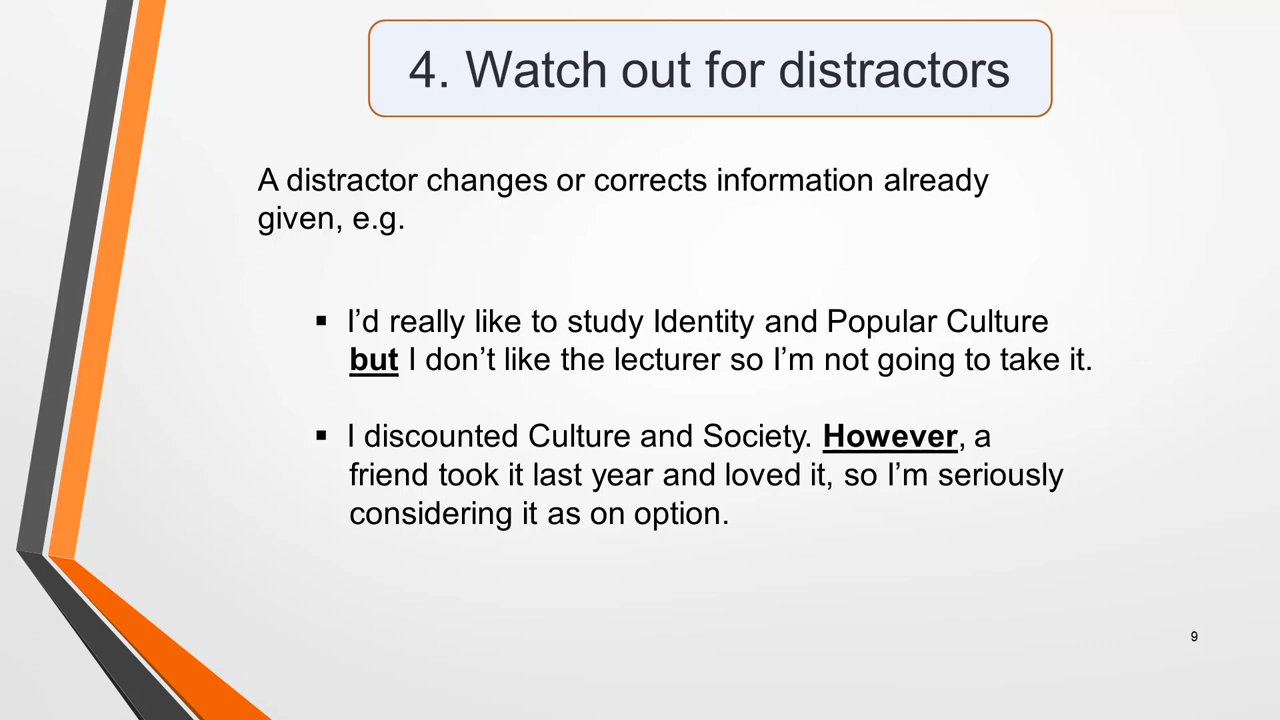 4. Watch out for distractors
A distractor changes or corrects information already
given, e.g.
▪ I’d really like to study Identity and Popular Culture
but I don’t like the lecturer so I’m not going to take it.
▪ I discounted Culture and Society. However, a
friend took it last year and loved it, so I’m seriously
considering it as on option.
9